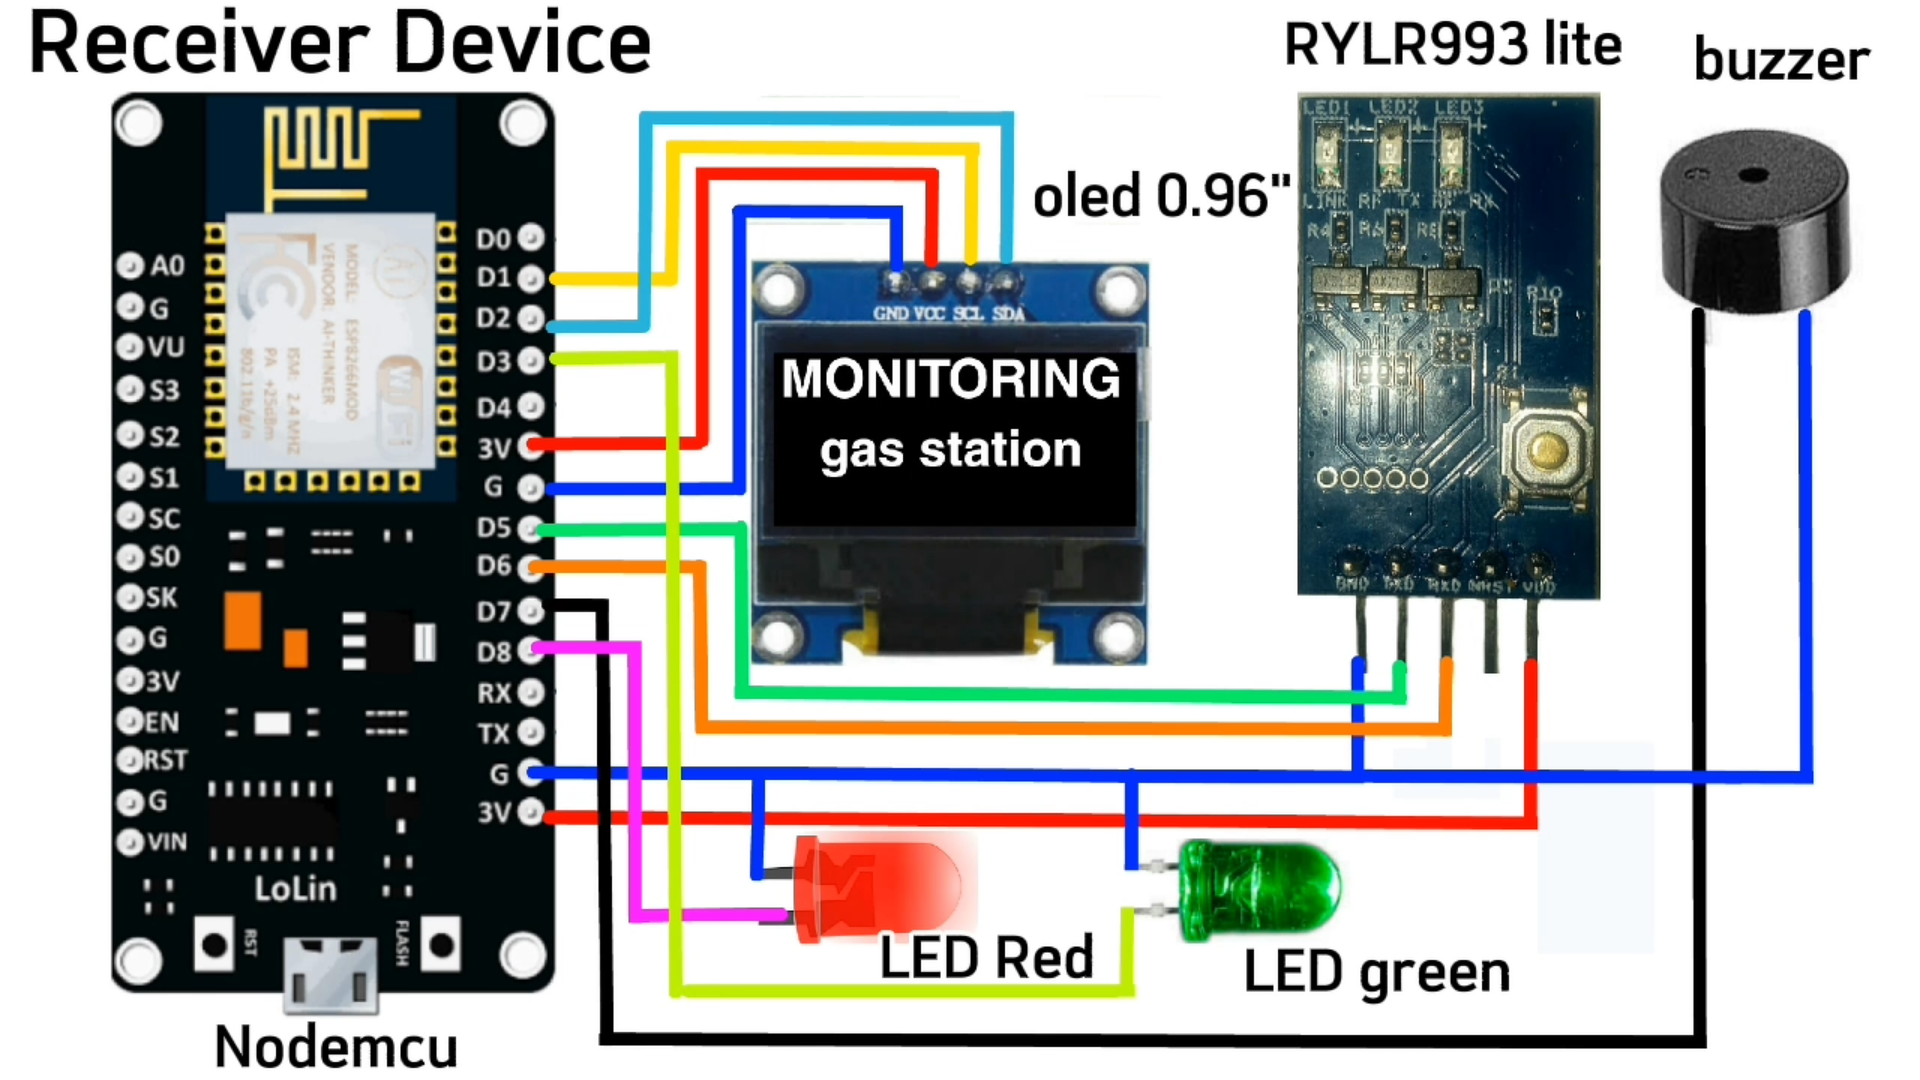 Receiver Device
RYLR993 lite
buzzer
oled 0.96"
LED1 LED2 LED3
LINK RF TX RF RX
R4 R6 R8
R10
GND TXD RXD NRST VDD
A0
G
VU
S3
S2
S1
SC
S0
SK
G
3V
EN
RST
G
VIN
D0
D1
D2
D3
D4
3V
G
D5
D6
D7
D8
RX
TX
G
3V
MODEL: ESP8266MOD
VENDOR: AI-THINKER
ISM: 2.4 MHZ
PA +25dBm
802.11b/g/n
WiFi
GND VCC SCL SDA
MONITORING
gas station
LoLin
RST
FLASH
LED Red
LED green
Nodemcu